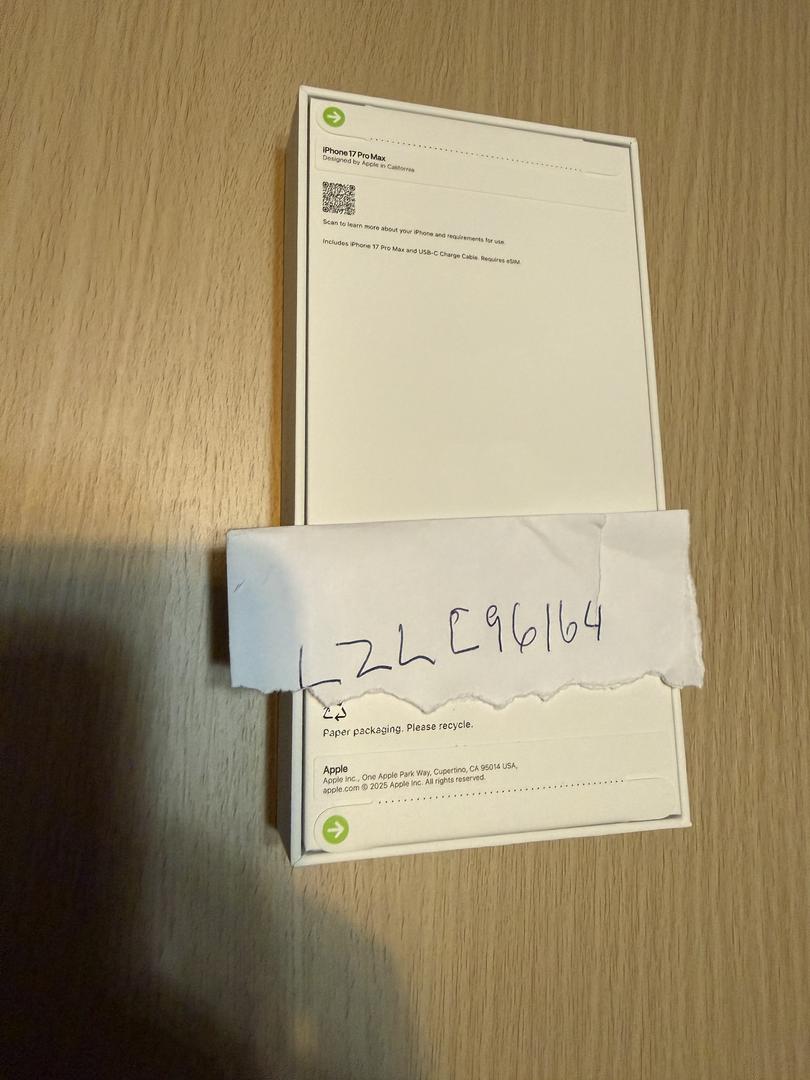 iPhone 17 Pro Max
Designed by Apple in California
Scan to learn more about your iPhone and requirements for use.
Includes iPhone 17 Pro Max and USB-C Charge Cable. Requires eSIM.
LZLC96164
Paper packaging. Please recycle.
Apple
Apple Inc., One Apple Park Way, Cupertino, CA 95014 USA,
apple.com © 2025 Apple Inc. All rights reserved.